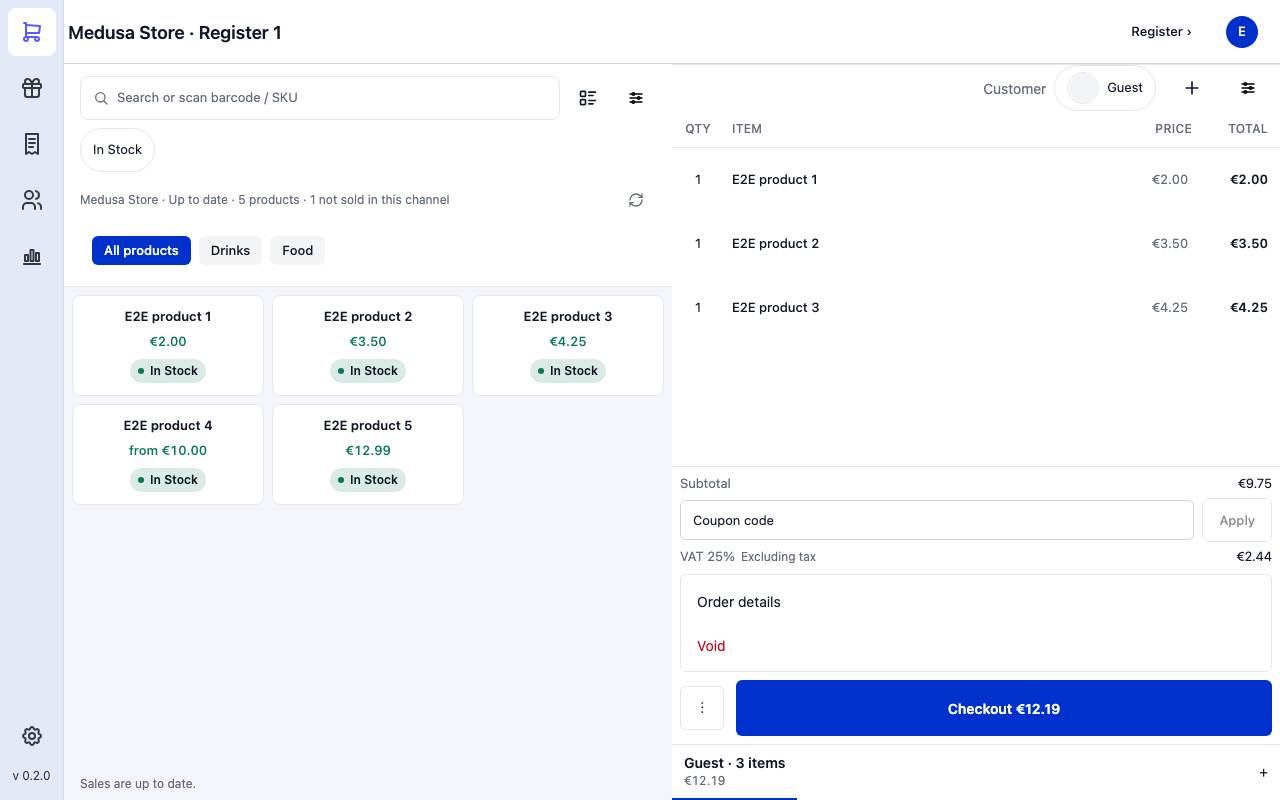 Medusa Store · Register 1
Register ›
E
Search or scan barcode / SKU
In Stock
Medusa Store · Up to date · 5 products · 1 not sold in this channel
All products
Drinks
Food
E2E product 1
€2.00
In Stock
E2E product 2
€3.50
In Stock
E2E product 3
€4.25
In Stock
E2E product 4
from €10.00
In Stock
E2E product 5
€12.99
In Stock
Sales are up to date.
v 0.2.0
Customer
Guest
QTY ITEM PRICE TOTAL
1 E2E product 1 €2.00 €2.00
1 E2E product 2 €3.50 €3.50
1 E2E product 3 €4.25 €4.25
Subtotal €9.75
Coupon code
Apply
VAT 25% Excluding tax €2.44
Order details
Void
Checkout €12.19
Guest · 3 items
€12.19
+